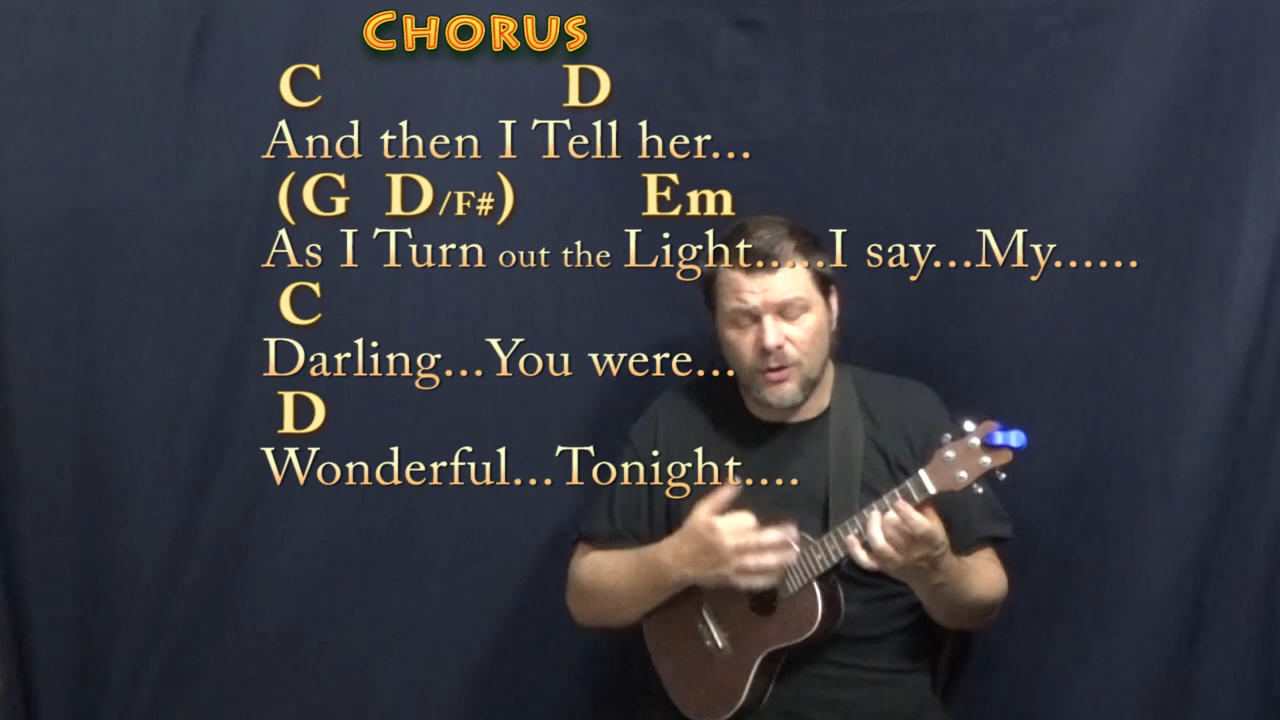 CHORUS
C D
And then I Tell her...
(G D/F#) Em
As I Turn out the Light.....I say...My......
C
Darling...You were...
D
Wonderful...Tonight....